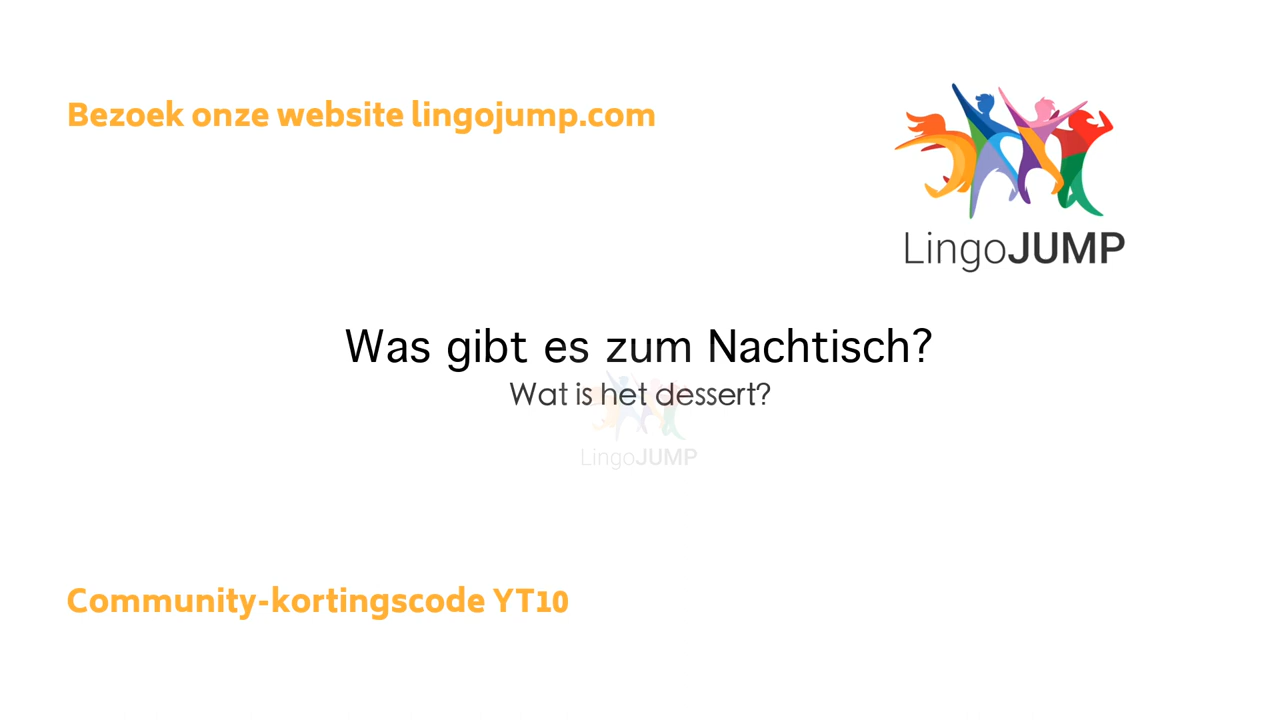 Bezoek onze website lingojump.com
LingoJUMP
Was gibt es zum Nachtisch?
Wat is het dessert?
LingoJUMP
Community-kortingscode YT10